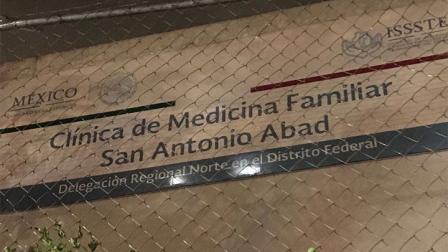 MÉXICO
ISSSTE
Clínica de Medicina Familiar
San Antonio Abad
Delegación Regional Norte en el Distrito Federal